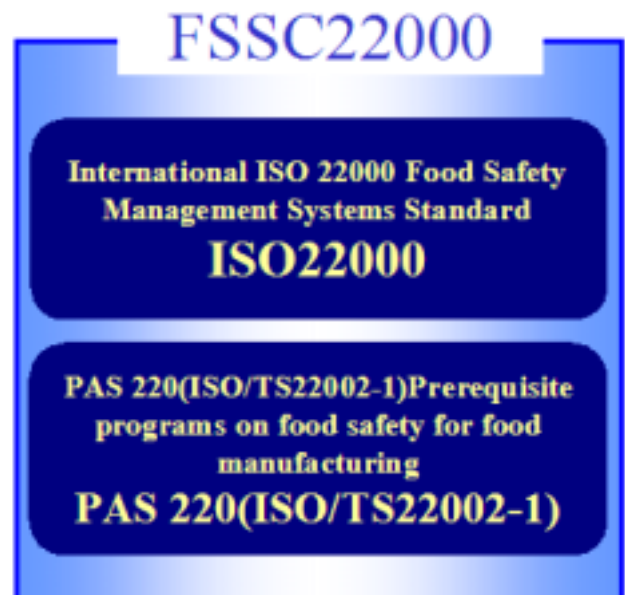 FSSC22000
International ISO 22000 Food Safety
Management Systems Standard
ISO22000
PAS 220(ISO/TS22002-1)Prerequisite
programs on food safety for food
manufacturing
PAS 220(ISO/TS22002-1)